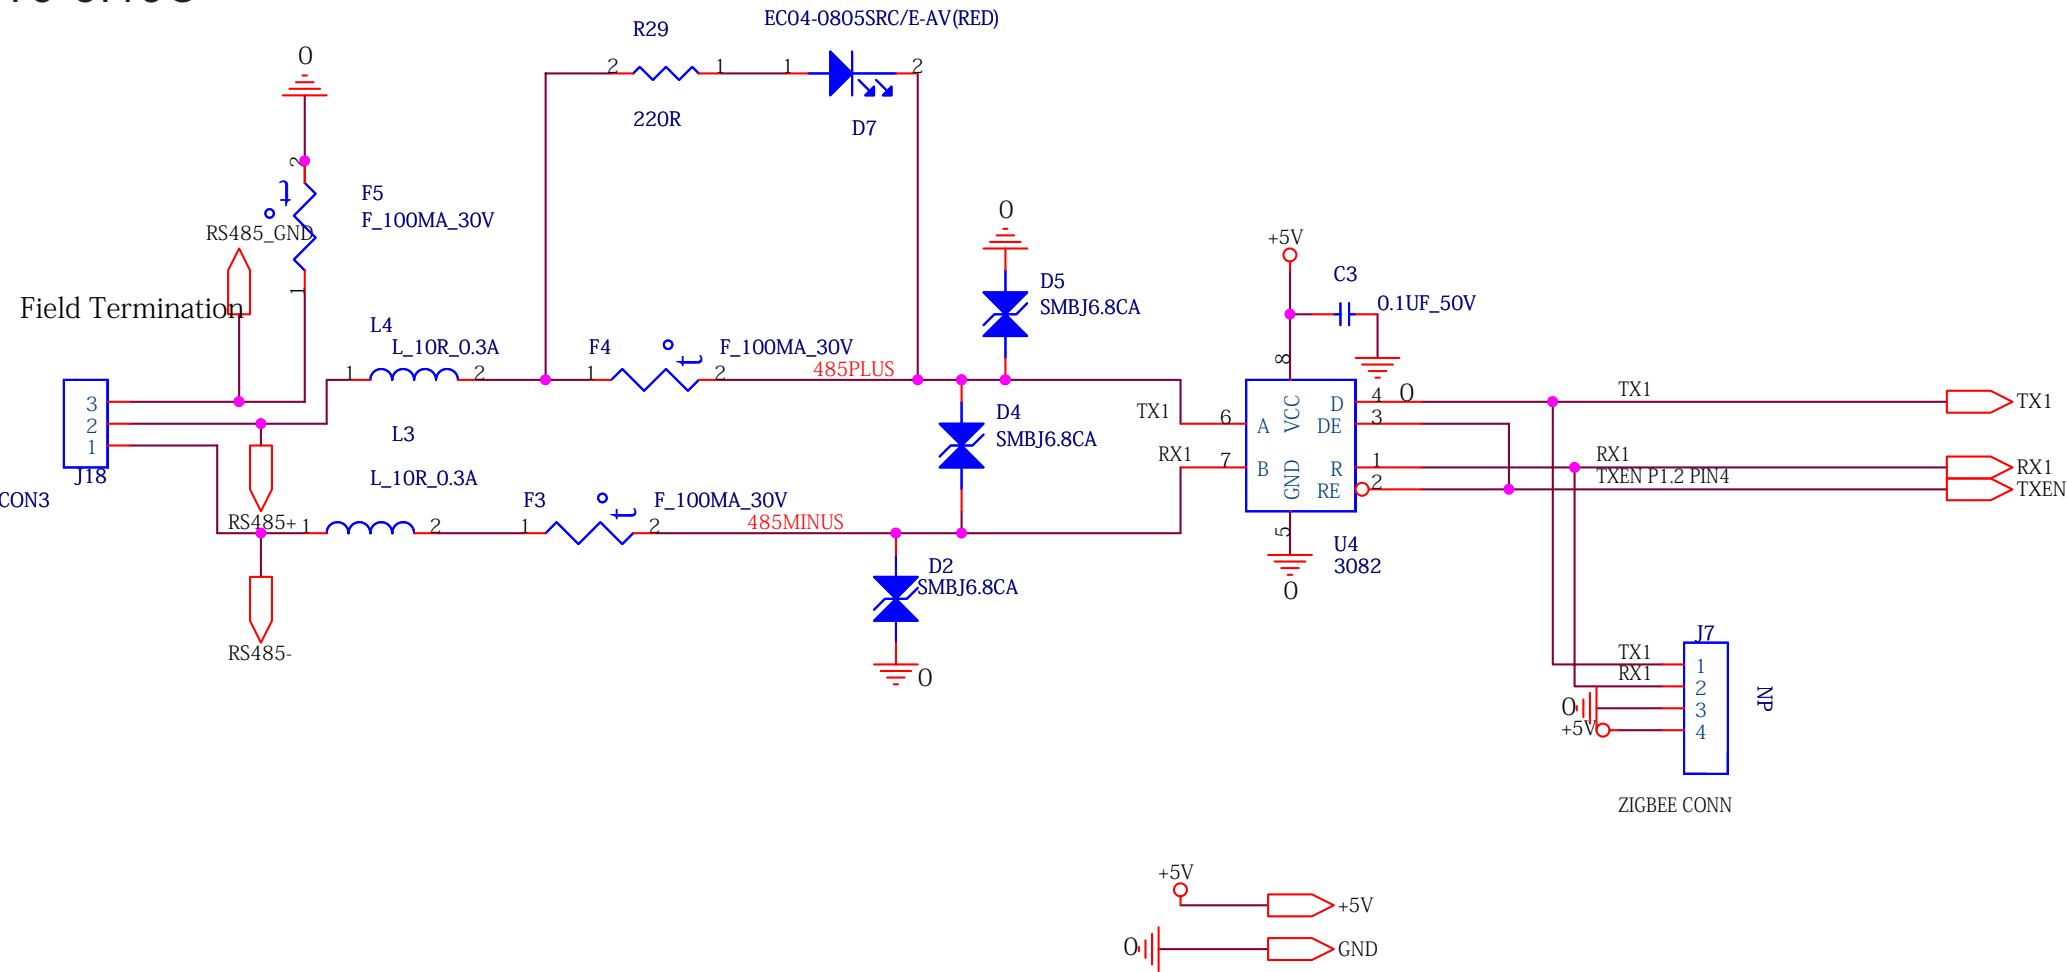 EC04-0805SRC/E-AV(RED)
R29
0
2 1 1 2
220R
D7
2
t
F5
F_100MA_30V
RS485_GND
1
0
+5V
D5
SMBJ6.8CA
C3
0.1UF_50V
Field Termination
L4
L_10R_0.3A
F4
t
F_100MA_30V
485PLUS
1 2 1 2
8
3
2
1
J18
CON3
L3
L_10R_0.3A
D4
SMBJ6.8CA
TX1
6
A
VCC
D
4
0
TX1
TX1
DE
3
RX1
7
B
GND
R
1
RX1
RX1
RE
2
TXEN P1.2 PIN4
TXEN
RS485+
1 2
F3
1
t
2
F_100MA_30V
485MINUS
5
U4
3082
0
D2
SMBJ6.8CA
0
RS485-
J7
TX1
1
RX1
2
0
3
+5V
4
NP
ZIGBEE CONN
+5V
+5V
0
GND